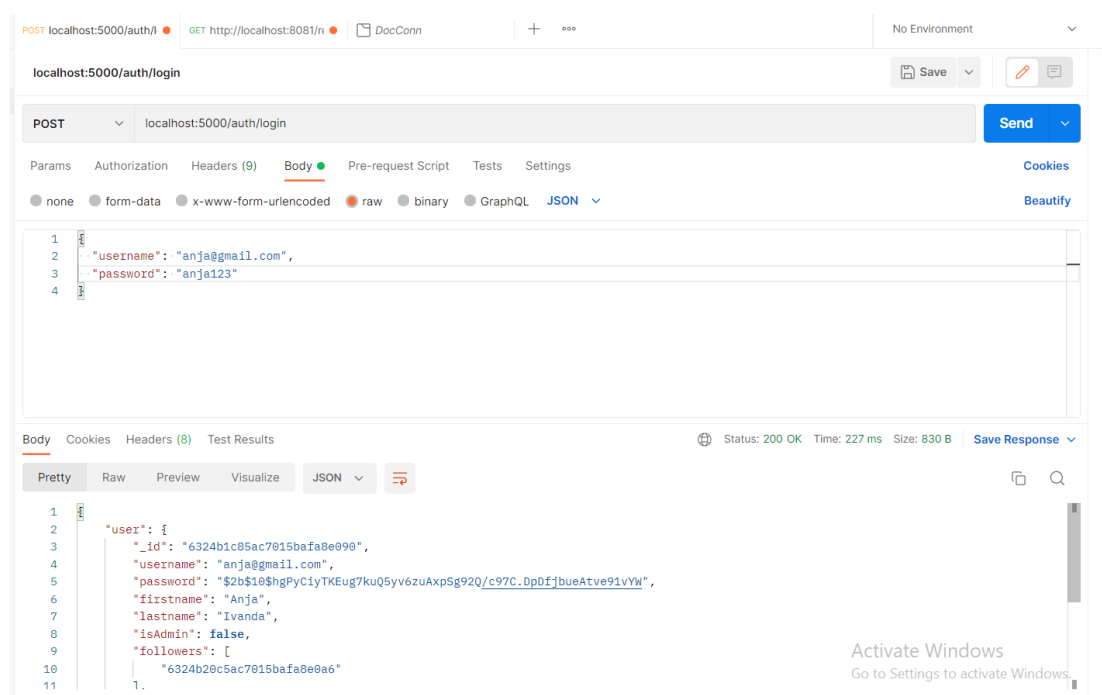 POST localhost:5000/auth/l GET http://localhost:8081/re DocConn No Environment
localhost:5000/auth/login Save
POST localhost:5000/auth/login Send
Params Authorization Headers (9) Body Pre-request Script Tests Settings Cookies
none form-data x-www-form-urlencoded raw binary GraphQL JSON Beautify
1 {
2 "username": "anja@gmail.com",
3 "password": "anja123"
4 }
Body Cookies Headers (8) Test Results Status: 200 OK Time: 227 ms Size: 830 B Save Response
Pretty Raw Preview Visualize JSON
1 {
2 "user": {
3 "_id": "6324b1c85ac7015bafa8e090",
4 "username": "anja@gmail.com",
5 "password": "$2b$10$hgPyCiyTKEug7kuQ5yv6zuAxpSg92Q/c97C.DpDfjbueAtve91vYW",
6 "firstname": "Anja",
7 "lastname": "Ivanda",
8 "isAdmin": false,
9 "followers": [
10 "6324b20c5ac7015bafa8e0a6"
11 ],
Activate Windows
Go to Settings to activate Windows.